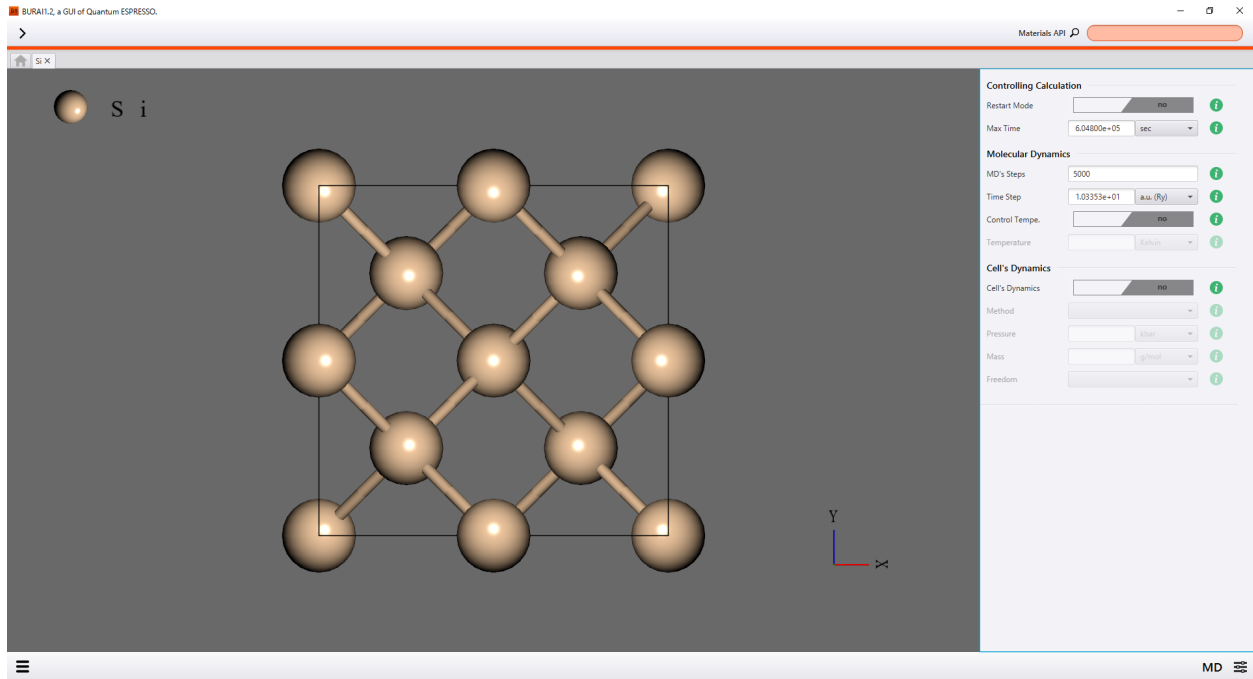 BURAI1.2, a GUI of Quantum ESPRESSO.
Materials API
Si ×
S i
Controlling Calculation
Restart Mode no
Max Time 6.04800e+05 sec
Molecular Dynamics
MD's Steps 5000
Time Step 1.03353e+01 a.u. (Ry)
Control Tempe. no
Temperature Kelvin
Cell's Dynamics
Cell's Dynamics no
Method
Pressure kbar
Mass g/mol
Freedom
Y
X
MD